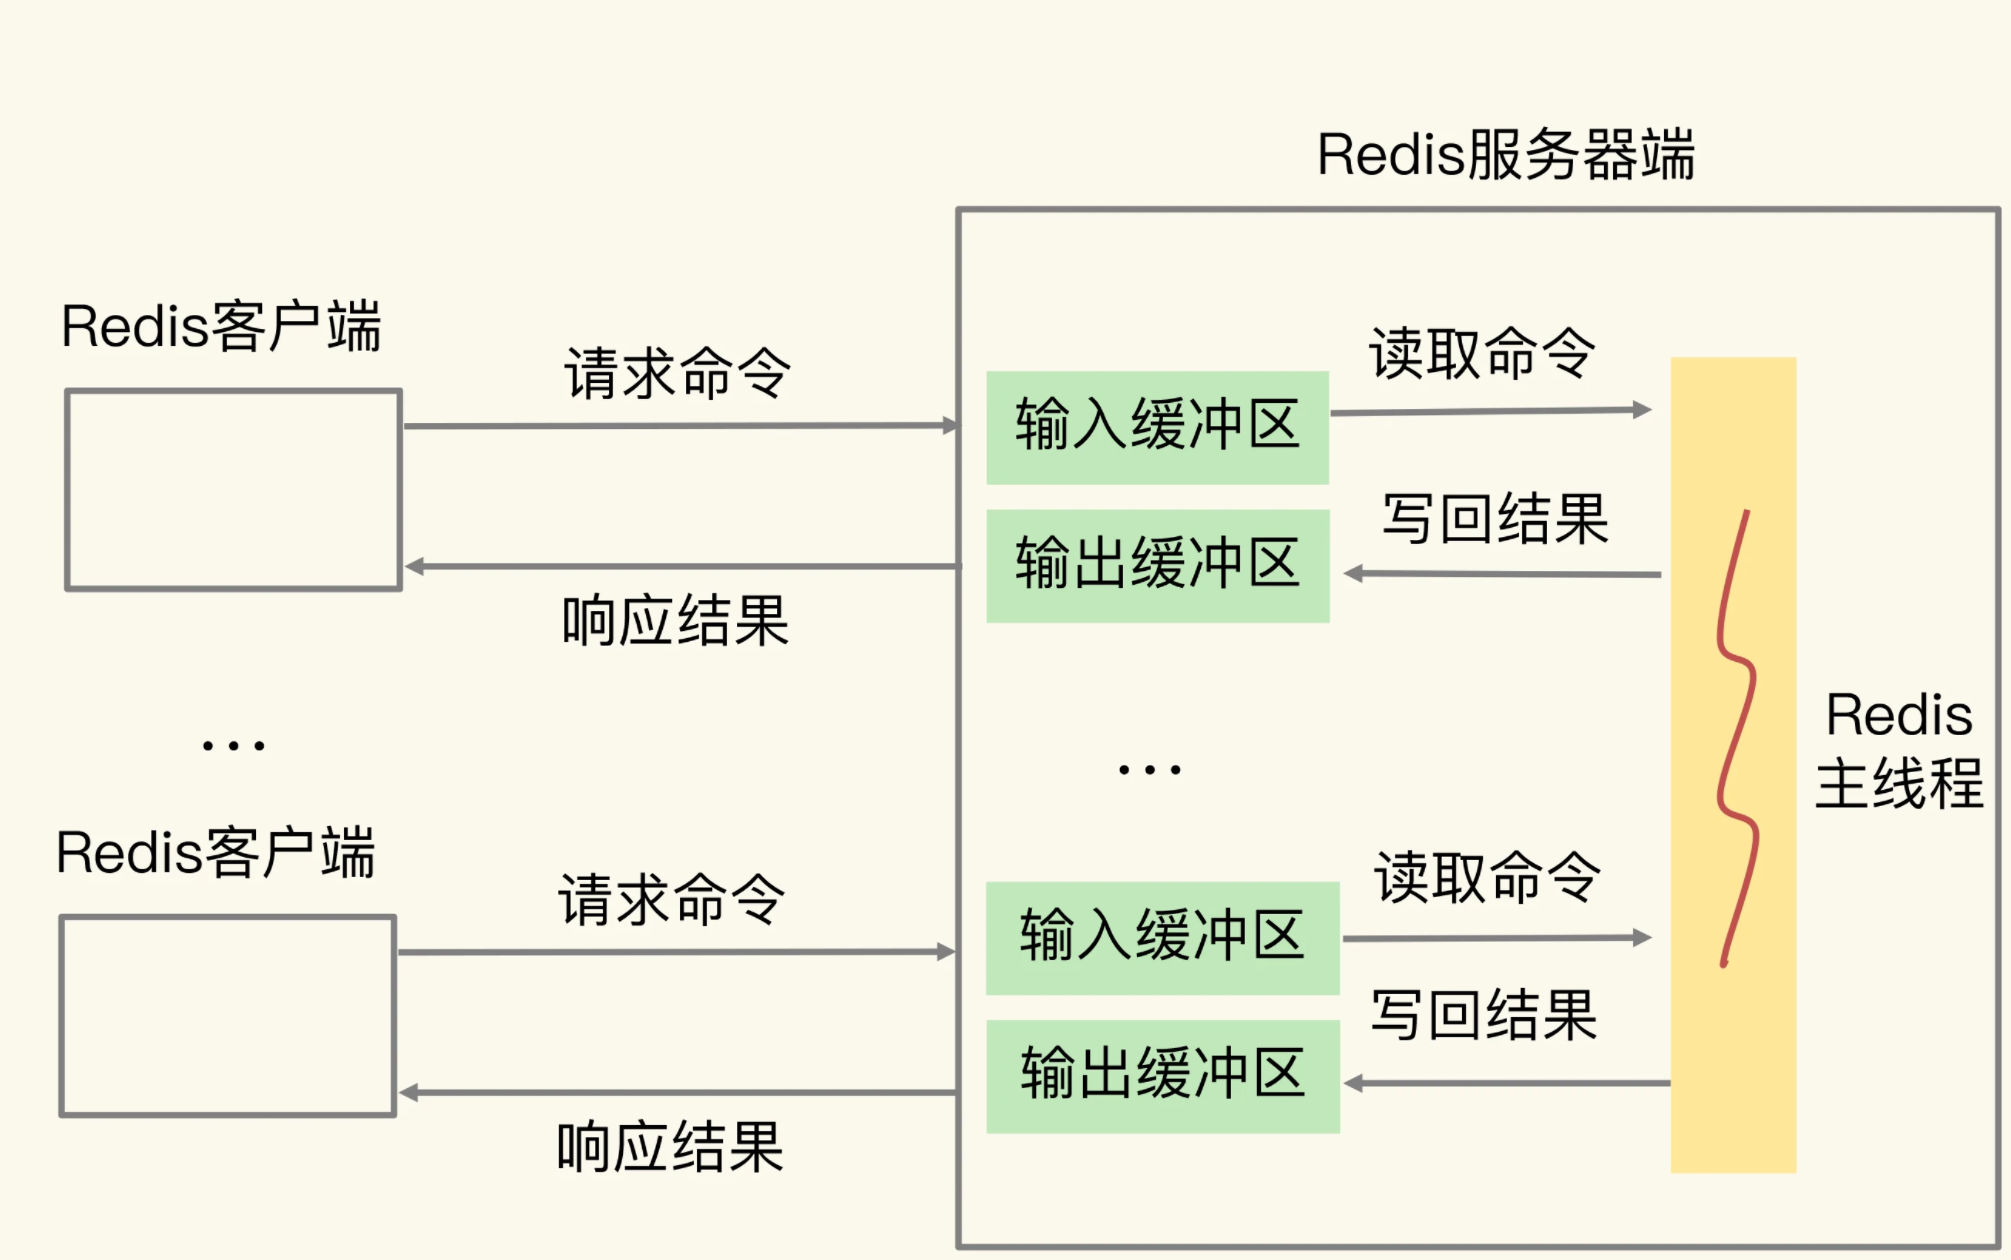 Redis服务器端
Redis客户端
请求命令
读取命令
输入缓冲区
写回结果
输出缓冲区
响应结果
...
...
Redis
主线程
Redis客户端
请求命令
读取命令
输入缓冲区
写回结果
输出缓冲区
响应结果